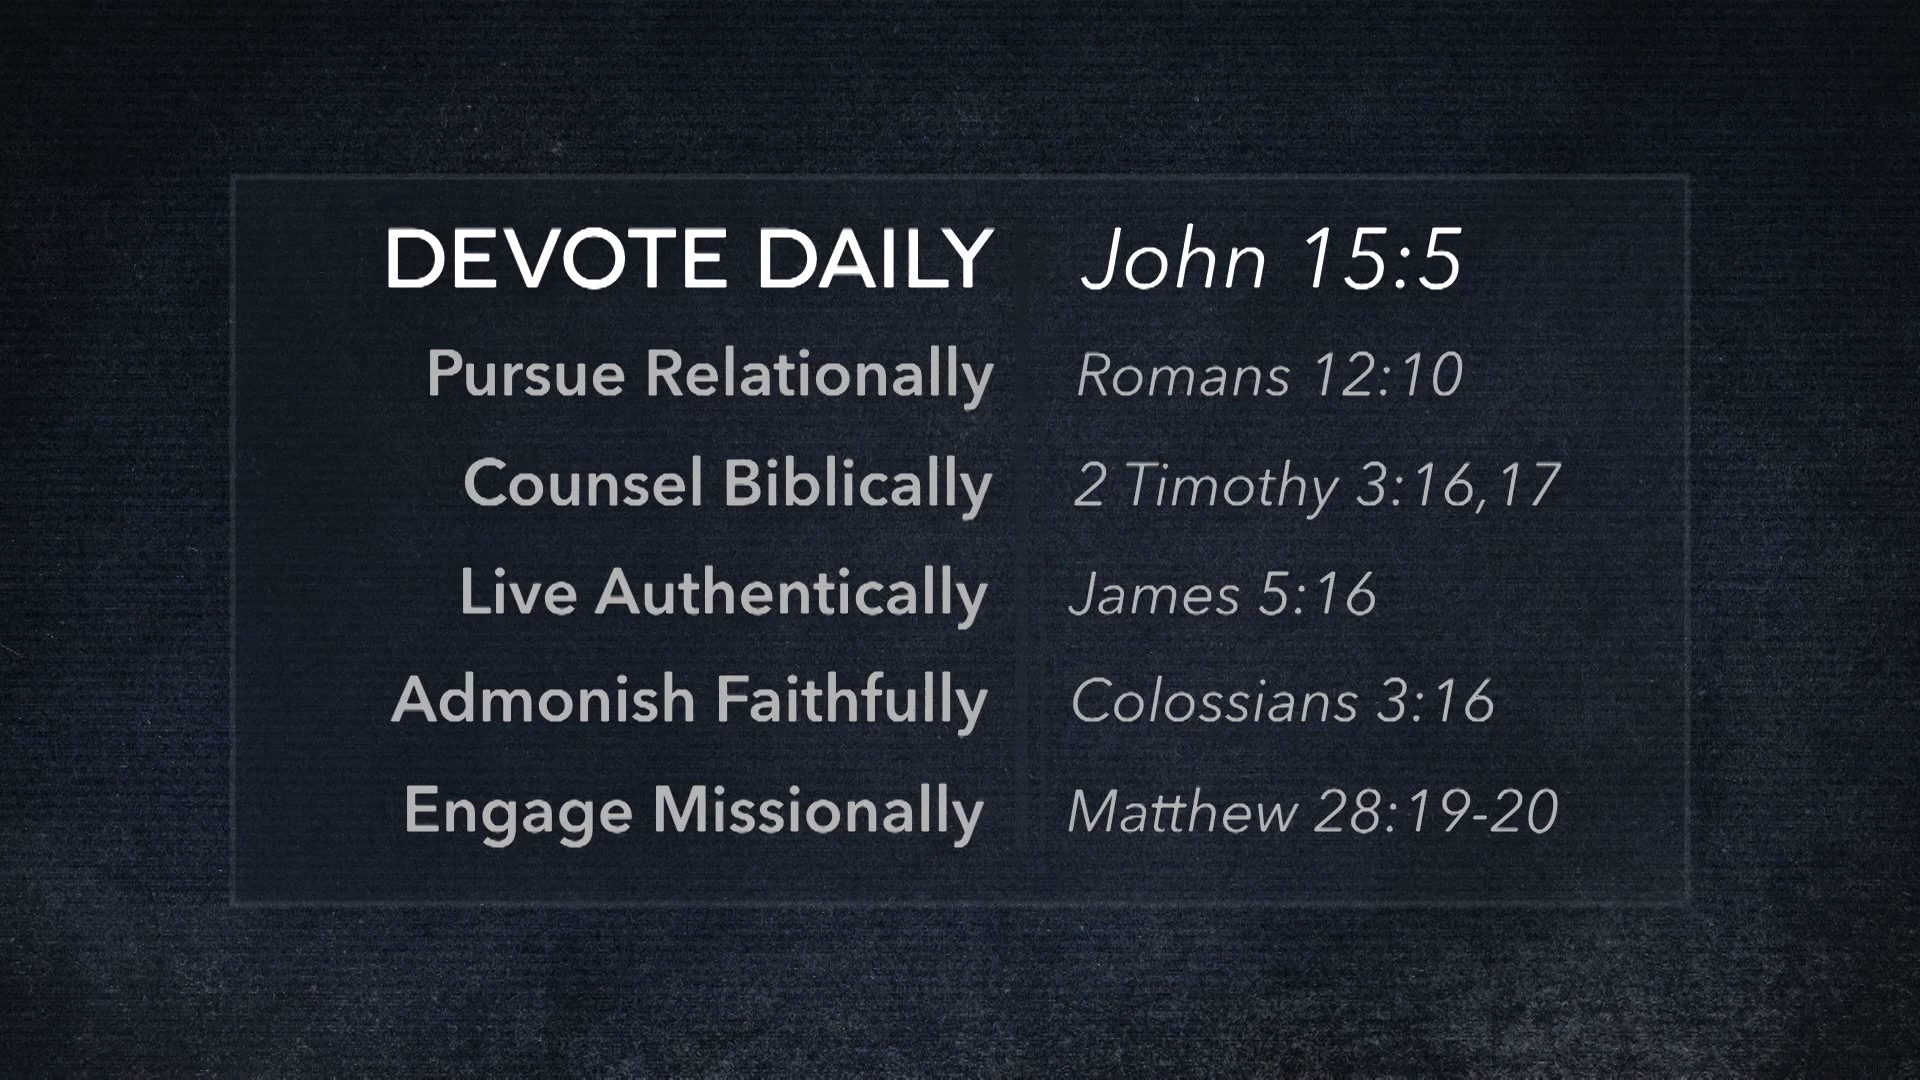 DEVOTE DAILY John 15:5
Pursue Relationally Romans 12:10
Counsel Biblically 2 Timothy 3:16,17
Live Authentically James 5:16
Admonish Faithfully Colossians 3:16
Engage Missionally Matthew 28:19-20